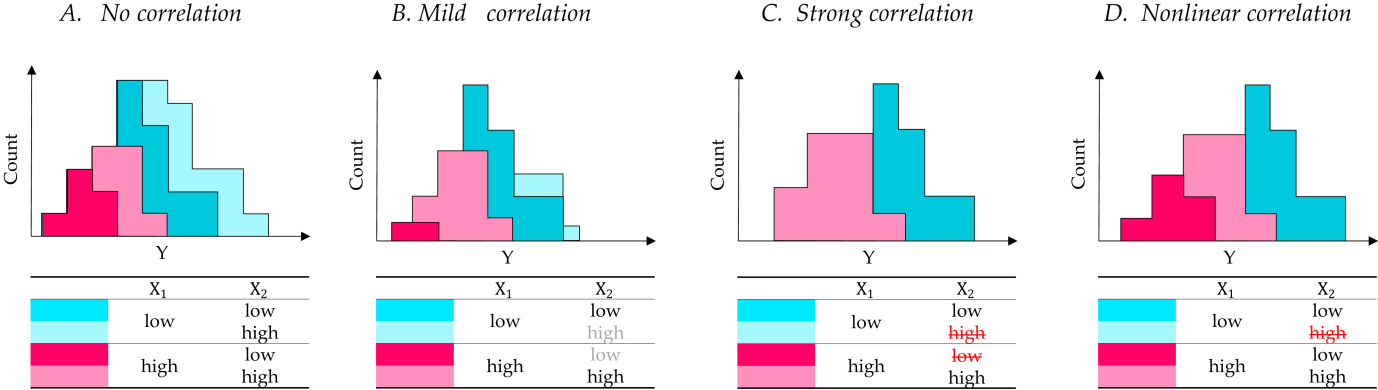 A. No correlation
Count
Y
X1 X2
low low
high
high low
high
B. Mild correlation
Count
Y
X1 X2
low low
high
high low
high
C. Strong correlation
Count
Y
X1 X2
low low
high
high low
high
D. Nonlinear correlation
Count
Y
X1 X2
low low
high
high low
high